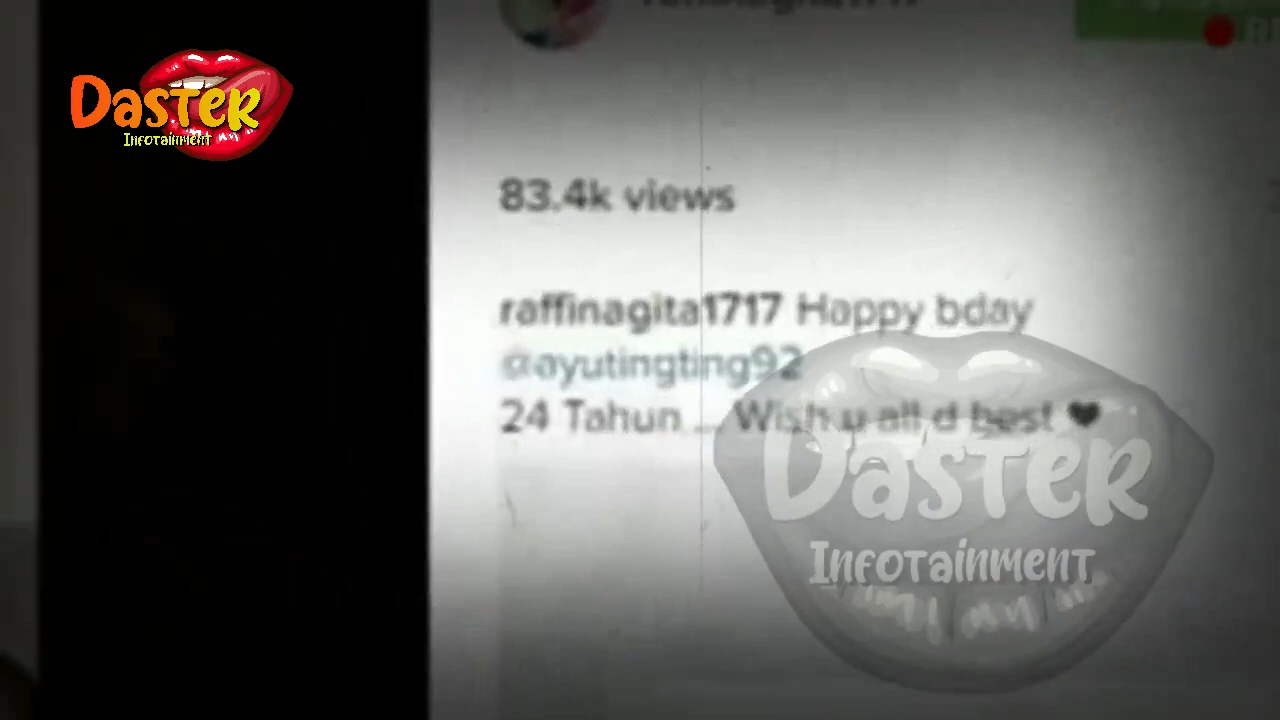 DasTER
Infotainment
83.4k views
raffinagita1717 Happy bday
@ayutingting92
24 Tahun ... Wish u all d best ♥
DasTER
Infotainment